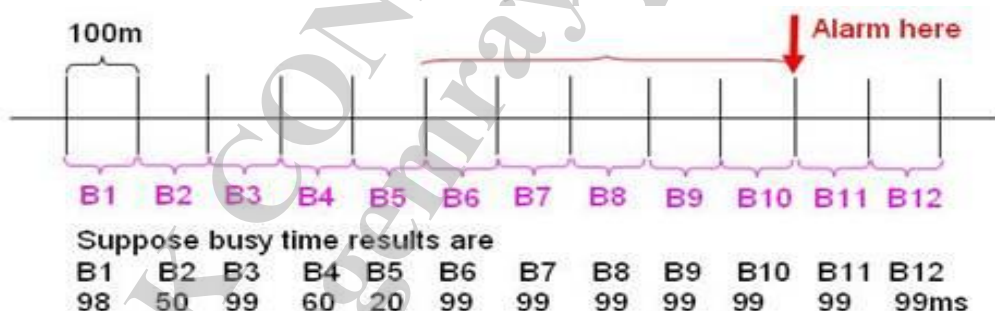 100m
Alarm here
B1 B2 B3 B4 B5 B6 B7 B8 B9 B10 B11 B12
Suppose busy time results are
B1 B2 B3 B4 B5 B6 B7 B8 B9 B10 B11 B12
98 50 99 60 20 99 99 99 99 99 99 99ms